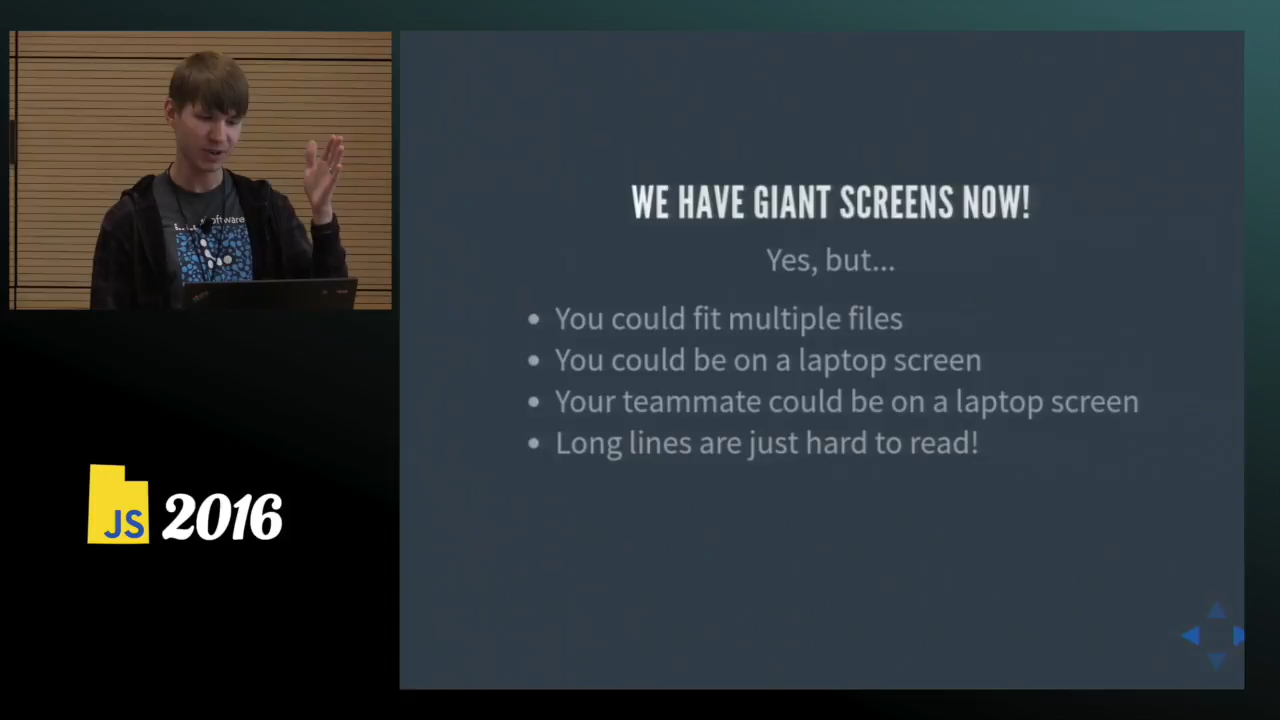 software
WE HAVE GIANT SCREENS NOW!
Yes, but...
You could fit multiple files
You could be on a laptop screen
Your teammate could be on a laptop screen
Long lines are just hard to read!
JS 2016